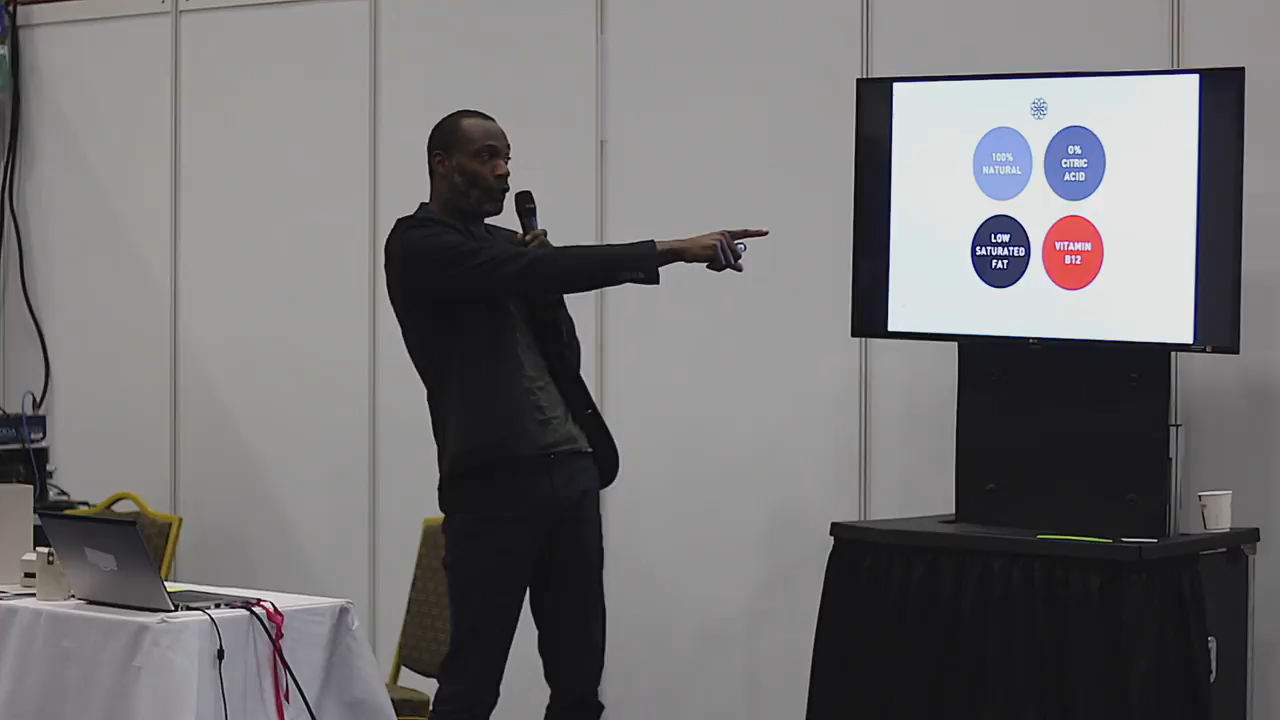 100%
NATURAL
0%
CITRIC
ACID
LOW
SATURATED
FAT
VITAMIN
B12